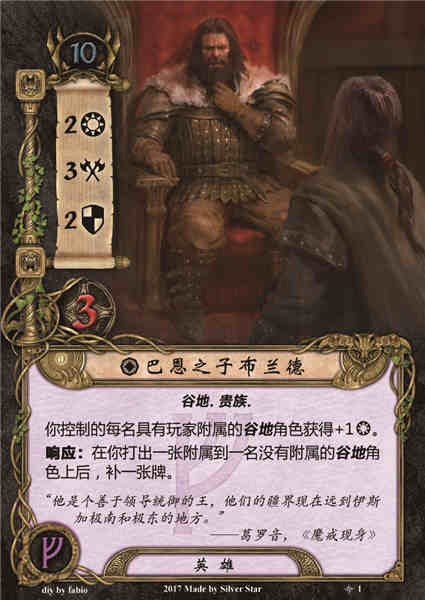 10
2
3
2
3
巴恩之子布兰德
谷地. 贵族.
你控制的每名具有玩家附属的谷地角色获得+1。
响应：在你打出一张附属到一名没有附属的谷地角
色上后，补一张牌。
“他是个善于领导统御的王，他们的疆界现在远到伊斯
加极南和极东的地方。”
——葛罗音，《魔戒现身》
英 雄
diy by fabio
2017 Made by Silver Star
1